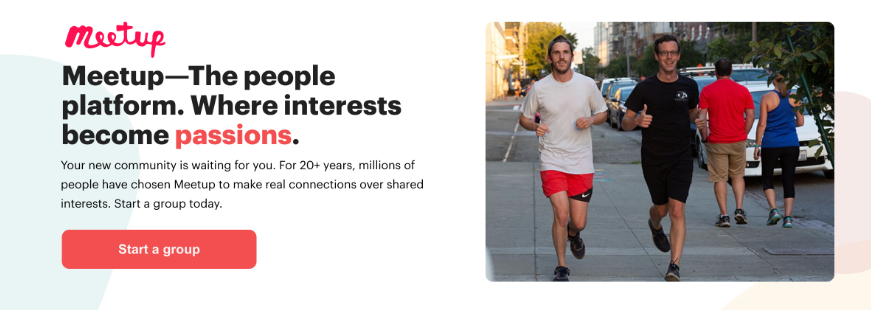 Meetup
Meetup—The people
platform. Where interests
become passions.
Your new community is waiting for you. For 20+ years, millions of
people have chosen Meetup to make real connections over shared
interests. Start a group today.
Start a group